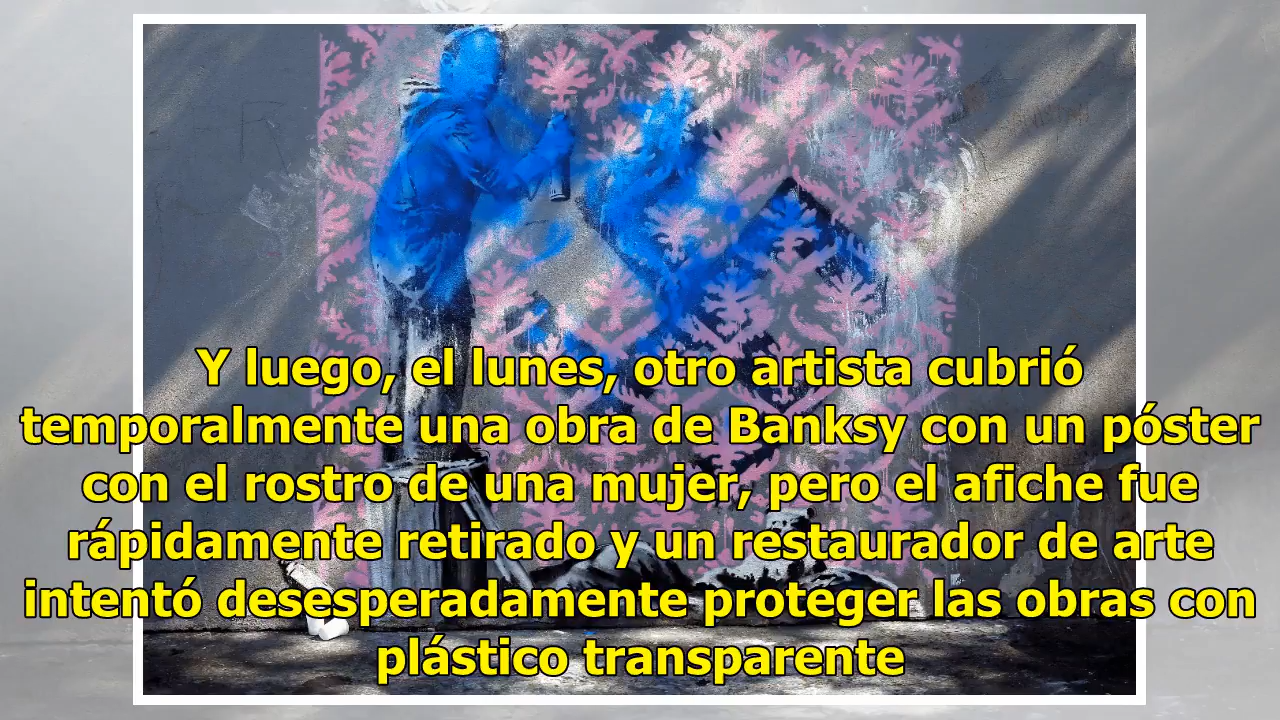 Y luego, el lunes, otro artista cubrió
temporalmente una obra de Banksy con un póster
con el rostro de una mujer, pero el afiche fue
rápidamente retirado y un restaurador de arte
intentó desesperadamente proteger las obras con
plástico transparente